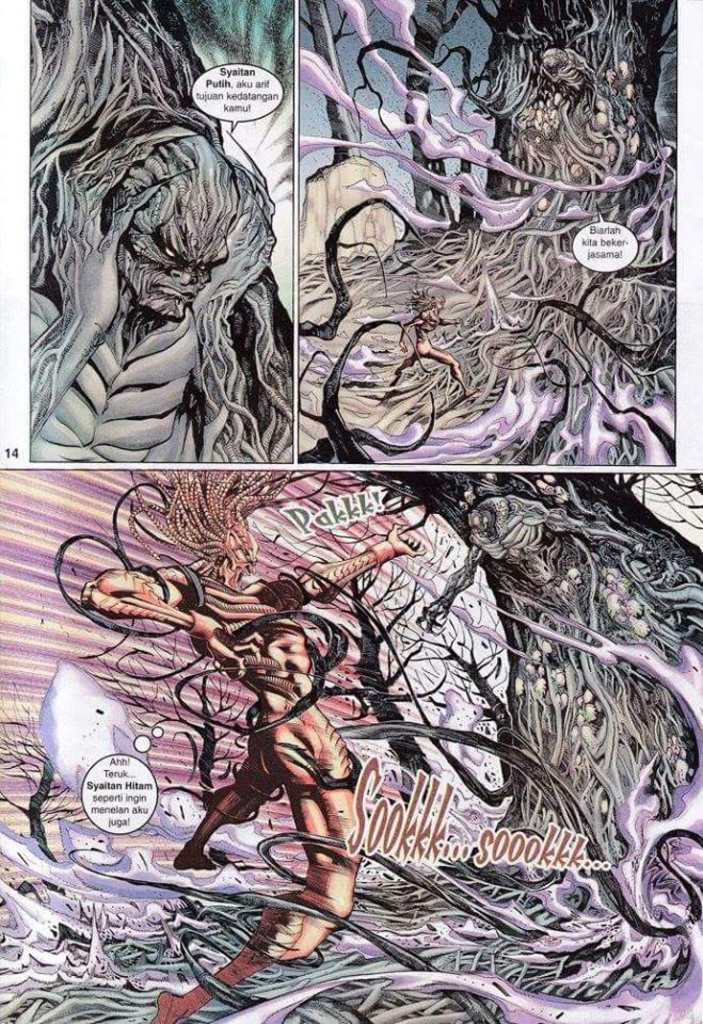 Syaitan
Putih, aku arif
tujuan kedatangan
kamu!
Biarlah
kita beker-
jasama!
14
Pakkk!
Ahh!
Teruk...
Syaitan Hitam
seperti ingin
menelan aku
juga!
Sookkk... soookkk...